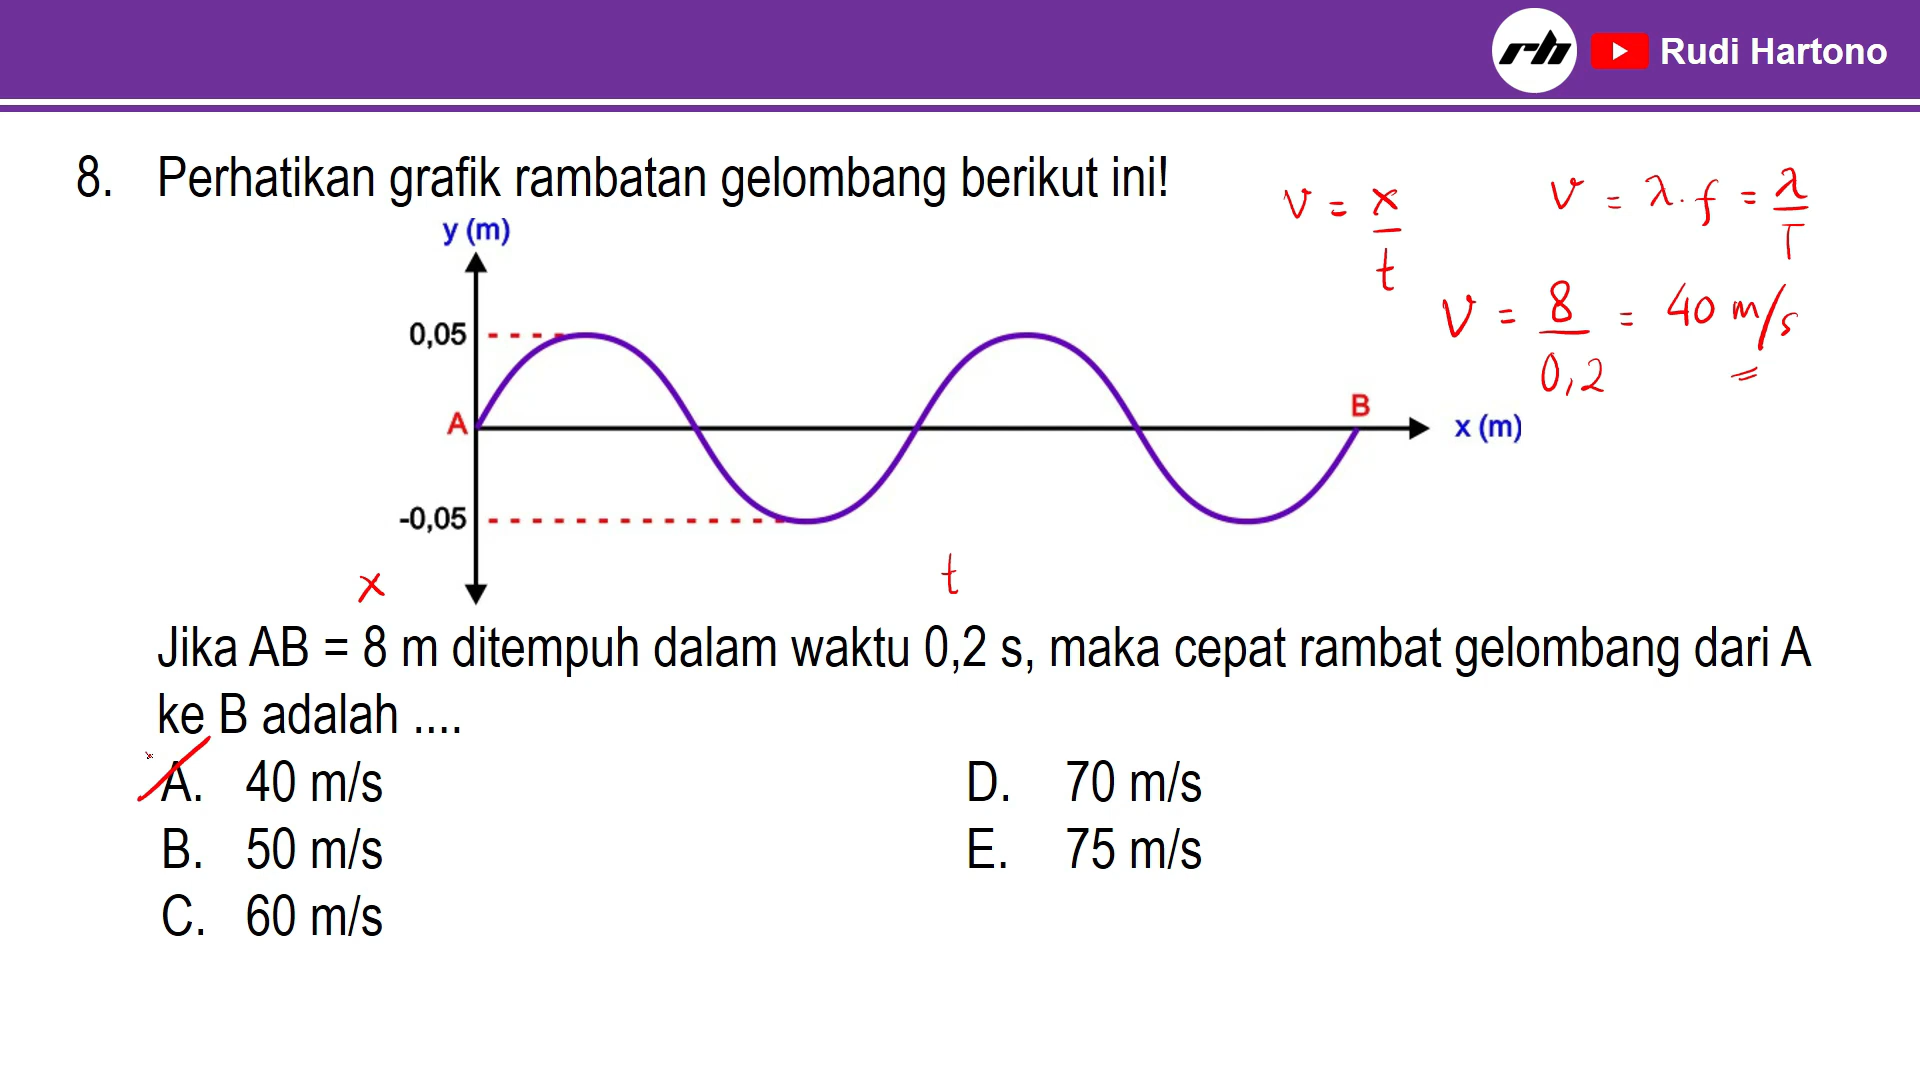 rh Rudi Hartono
8. Perhatikan grafik rambatan gelombang berikut ini!
v = x/t
v = λ.f = λ/T
v = 8/0,2 = 40 m/s
y (m)
0,05
A
B
x (m)
-0,05
x
t
Jika AB = 8 m ditempuh dalam waktu 0,2 s, maka cepat rambat gelombang dari A
ke B adalah ....
A. 40 m/s
D. 70 m/s
B. 50 m/s
E. 75 m/s
C. 60 m/s